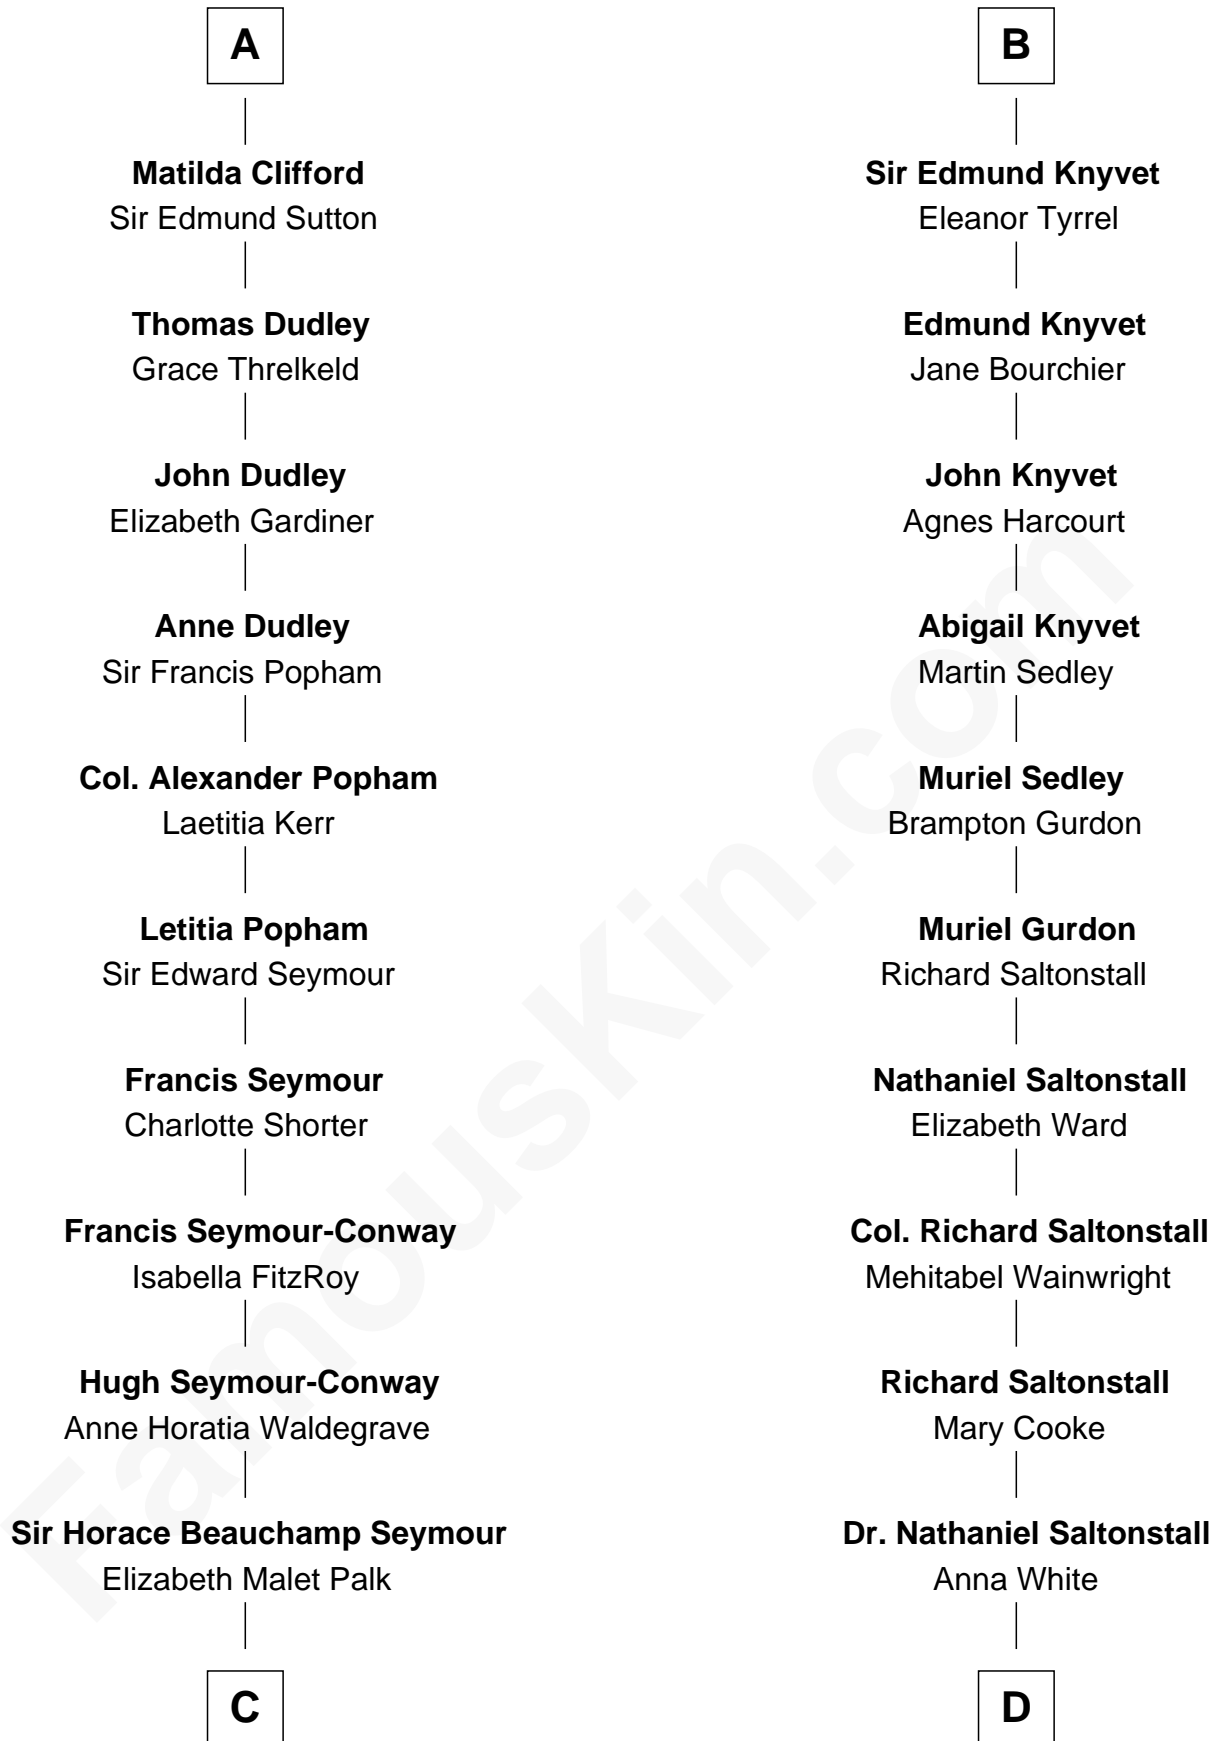 A
Matilda Clifford
Sir Edmund Sutton
Thomas Dudley
Grace Threlkeld
John Dudley
Elizabeth Gardiner
Anne Dudley
Sir Francis Popham
Col. Alexander Popham
Laetitia Kerr
Letitia Popham
Sir Edward Seymour
Francis Seymour
Charlotte Shorter
Francis Seymour-Conway
Isabella FitzRoy
Hugh Seymour-Conway
Anne Horatia Waldegrave
Sir Horace Beauchamp Seymour
Elizabeth Malet Palk
C
B
Sir Edmund Knyvet
Eleanor Tyrrel
Edmund Knyvet
Jane Bourchier
John Knyvet
Agnes Harcourt
Abigail Knyvet
Martin Sedley
Muriel Sedley
Brampton Gurdon
Muriel Gurdon
Richard Saltonstall
Nathaniel Saltonstall
Elizabeth Ward
Col. Richard Saltonstall
Mehitabel Wainwright
Richard Saltonstall
Mary Cooke
Dr. Nathaniel Saltonstall
Anna White
D
FamousKin.com